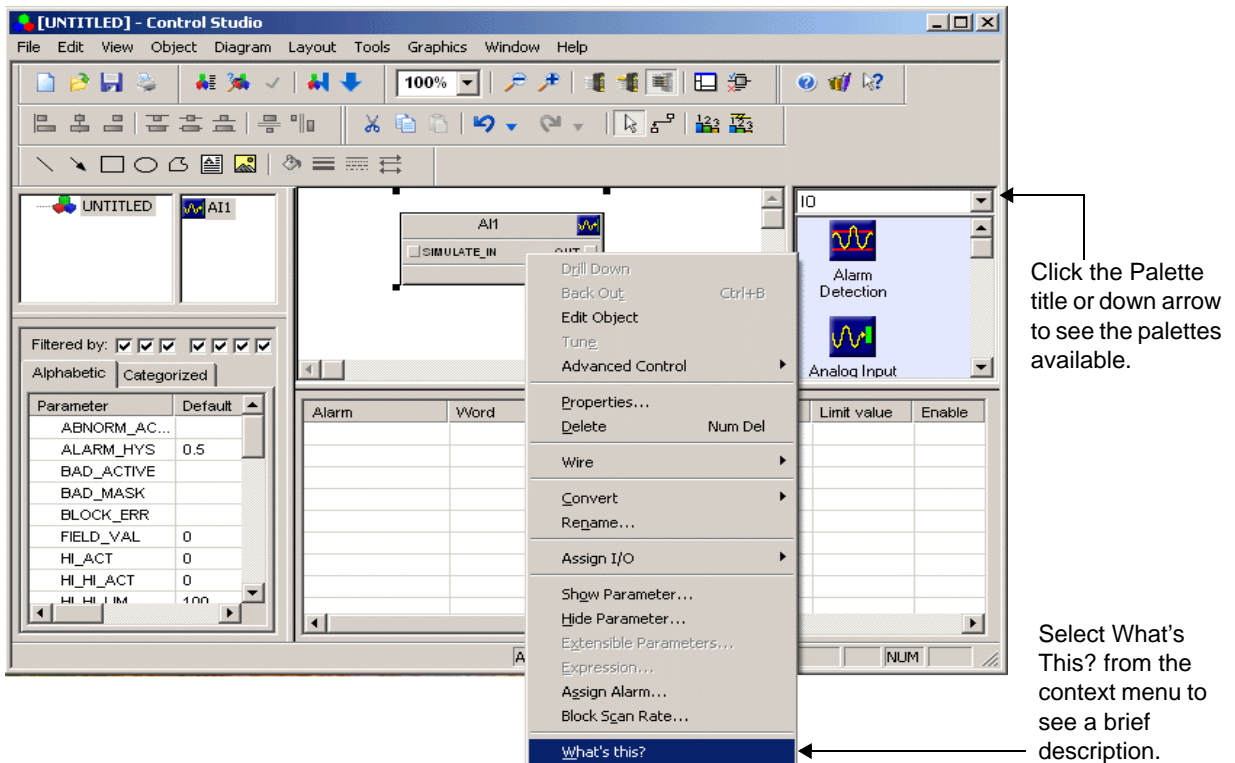 [UNTITLED] - Control Studio
File Edit View Object Diagram Layout Tools Graphics Window Help
100%
UNTITLED
AI1
AI1
SIMULATE_IN OUT
IO
Alarm
Detection
Analog Input
Click the Palette
title or down arrow
to see the palettes
available.
Filtered by:
Alphabetic Categorized
Parameter Default
ABNORM_AC...
ALARM_HYS 0.5
BAD_ACTIVE
BAD_MASK
BLOCK_ERR
FIELD_VAL 0
HI_ACT 0
HI_HI_ACT 0
HI_HI_LIM 100
Alarm Word Limit value Enable
Drill Down
Back Out Ctrl+B
Edit Object
Tune
Advanced Control
Properties...
Delete Num Del
Wire
Convert
Rename...
Assign I/O
Show Parameter...
Hide Parameter...
Extensible Parameters...
Expression...
Assign Alarm...
Block Scan Rate...
What's this?
NUM
Select What's
This? from the
context menu to
see a brief
description.